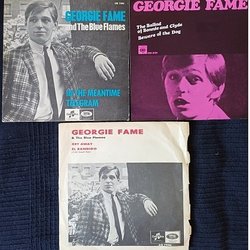 GEORGIE FAME
and The Blue Flames
IN THE MEANTIME
TELEGRAM
GEORGIE FAME
The Ballad
of Bonnie and Clyde
Beware of the Dog
CBS
GEORGIE FAME
& The Blue Flames
GET AWAY
EL BANDIDO